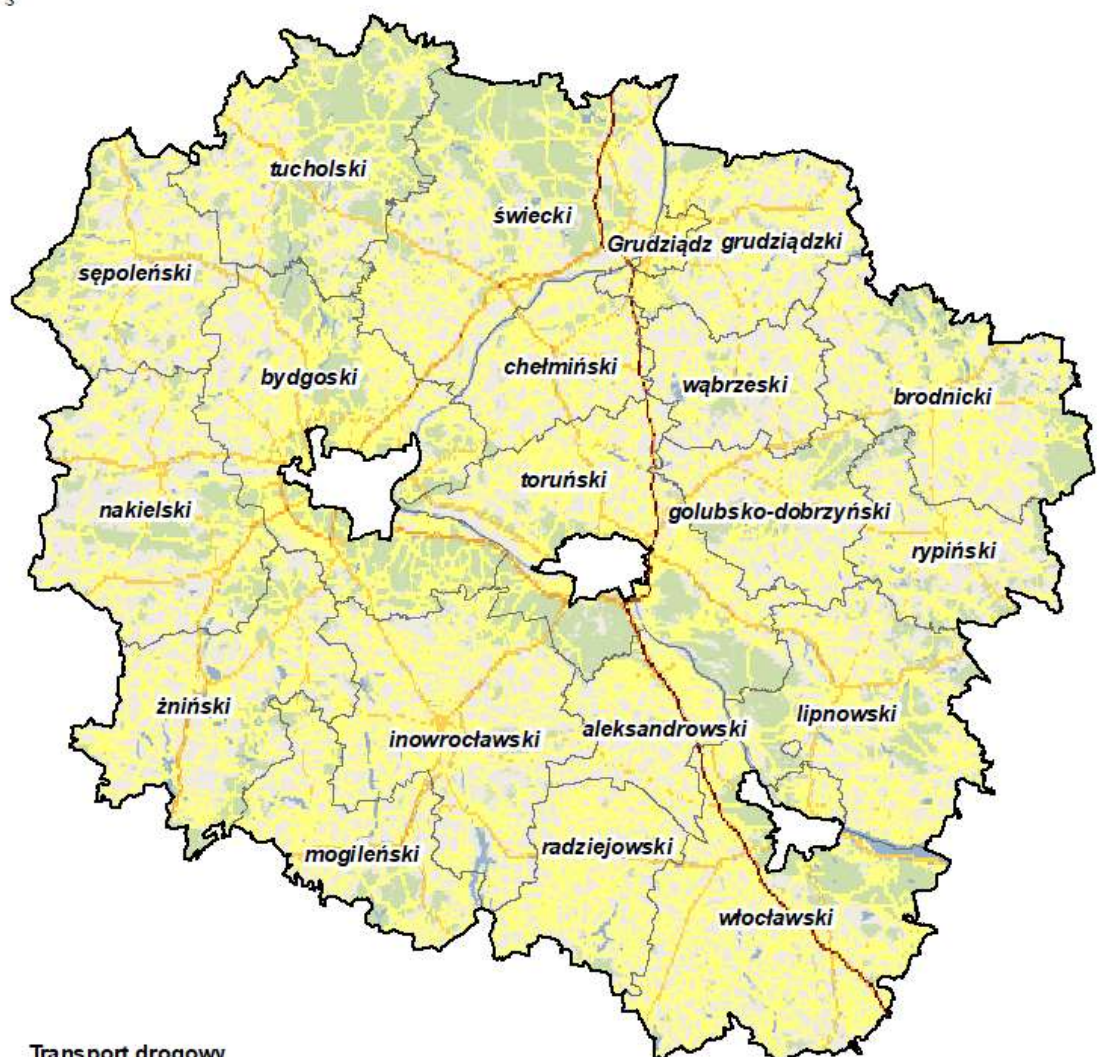 tucholski
świecki
Grudziądz grudziądzki
sępoleński
chełmiński
bydgoski
wąbrzeski
brodnicki
toruński
nakielski
golubsko-dobrzyński
rypiński
żniński
lipnowski
aleksandrowski
inowrocławski
radziejowski
mogileński
włocławski
Transport drogowy